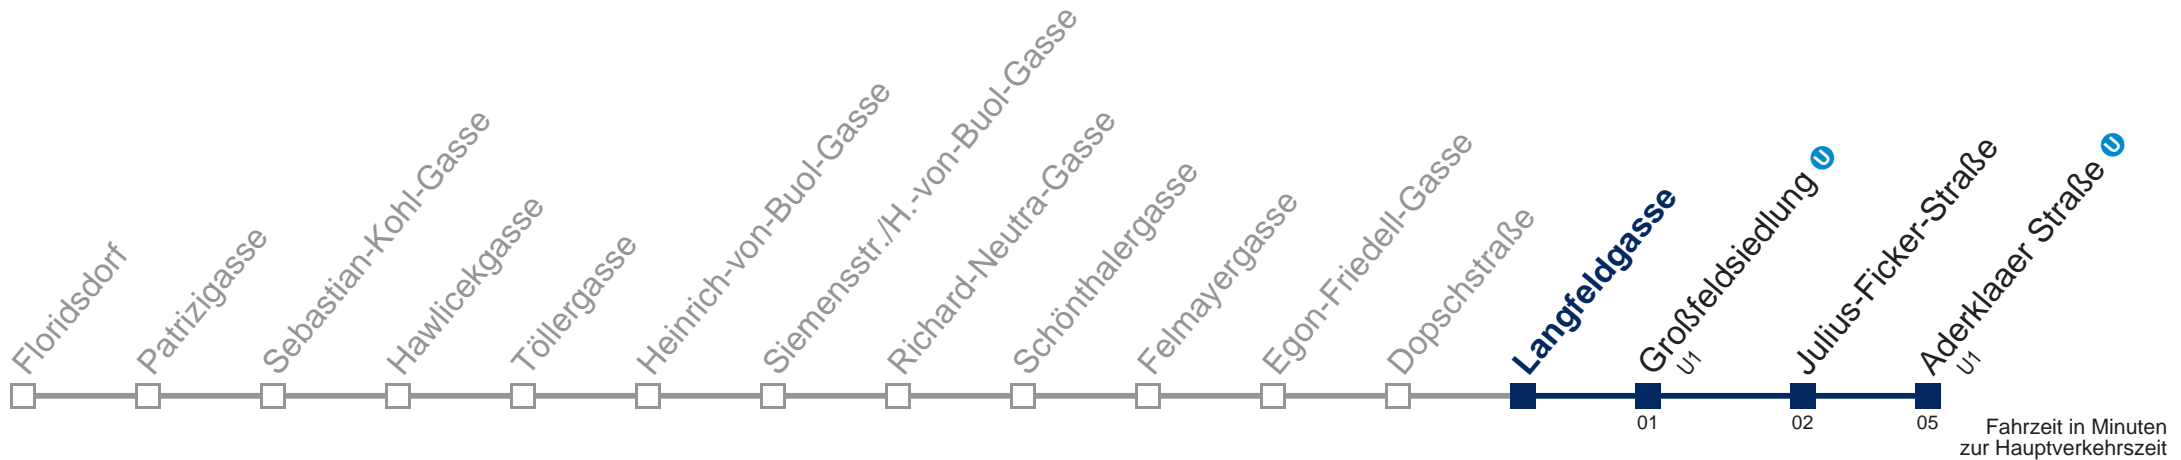 Floridsdorf
Patrizigasse
Sebastian-Kohl-Gasse
Hawlicekgasse
Töllergasse
Heinrich-von-Buol-Gasse
Siemensstr./H.-von-Buol-Gasse
Richard-Neutra-Gasse
Schönthalergasse
Felmayergasse
Egon-Friedell-Gasse
Dopschstraße
Langfeldgasse
Großfeldsiedlung U
U1
Julius-Ficker-Straße
Aderklaaer Straße U
U1
01
02
05
Fahrzeit in Minuten
zur Hauptverkehrszeit